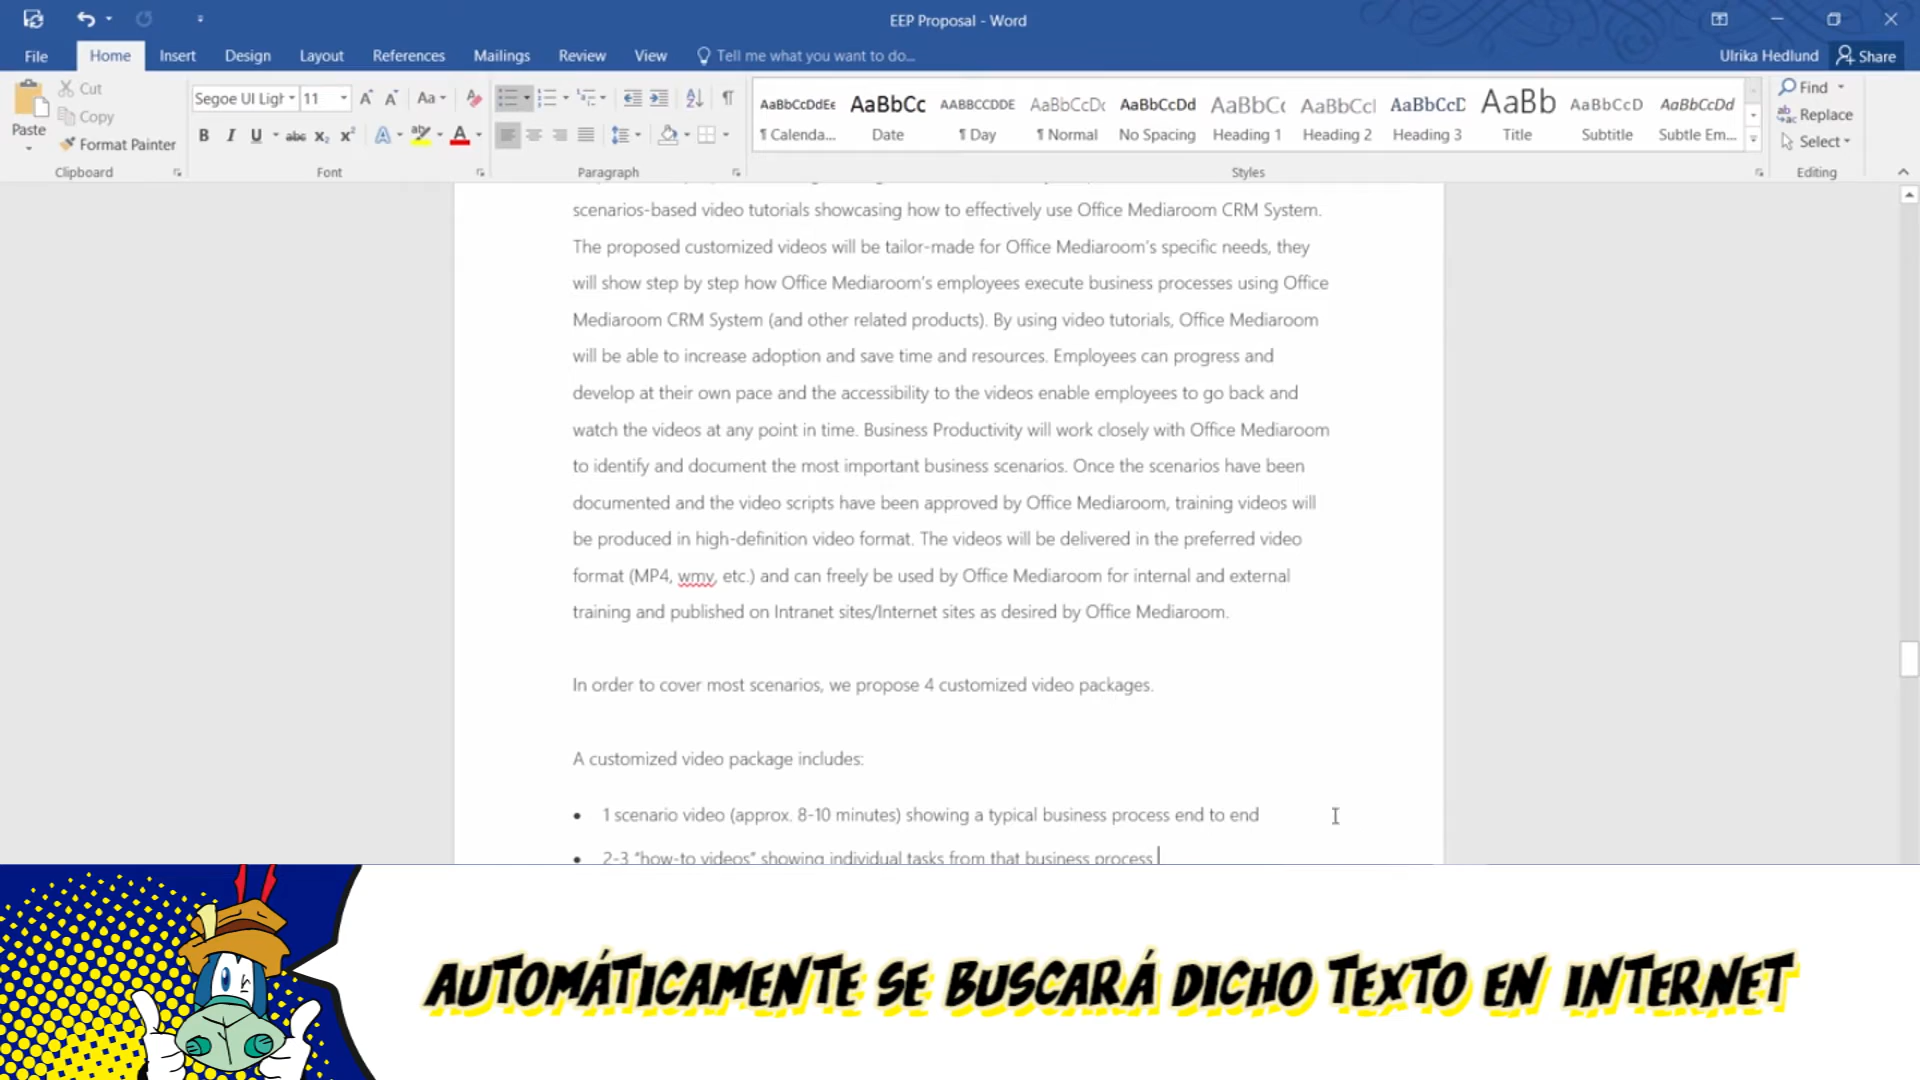 EEP Proposal - Word
File Home Insert Design Layout References Mailings Review View Tell me what you want to do... Ulrika Hedlund Share
Paste
Cut
Copy
Format Painter
Clipboard
Segoe UI Ligh 11
Font
Paragraph
AaBbCcDdEe AaBbCc AABBCCDDE AaBbCcDc AaBbCcDd AaBbCc AaBbCcI AaBbCcD AaBb AaBbCcD AaBbCcDd
¶ Calenda... Date ¶ Day ¶ Normal No Spacing Heading 1 Heading 2 Heading 3 Title Subtitle Subtle Em...
Styles
Find
Replace
Select
Editing
scenarios-based video tutorials showcasing how to effectively use Office Mediaroom CRM System.
The proposed customized videos will be tailor-made for Office Mediaroom's specific needs, they
will show step by step how Office Mediaroom's employees execute business processes using Office
Mediaroom CRM System (and other related products). By using video tutorials, Office Mediaroom
will be able to increase adoption and save time and resources. Employees can progress and
develop at their own pace and the accessibility to the videos enable employees to go back and
watch the videos at any point in time. Business Productivity will work closely with Office Mediaroom
to identify and document the most important business scenarios. Once the scenarios have been
documented and the video scripts have been approved by Office Mediaroom, training videos will
be produced in high-definition video format. The videos will be delivered in the preferred video
format (MP4, wmv, etc.) and can freely be used by Office Mediaroom for internal and external
training and published on Intranet sites/Internet sites as desired by Office Mediaroom.
In order to cover most scenarios, we propose 4 customized video packages.
A customized video package includes:
• 1 scenario video (approx. 8-10 minutes) showing a typical business process end to end
• 2-3 “how-to videos” showing individual tasks from that business process
AUTOMÁTICAMENTE SE BUSCARÁ DICHO TEXTO EN INTERNET